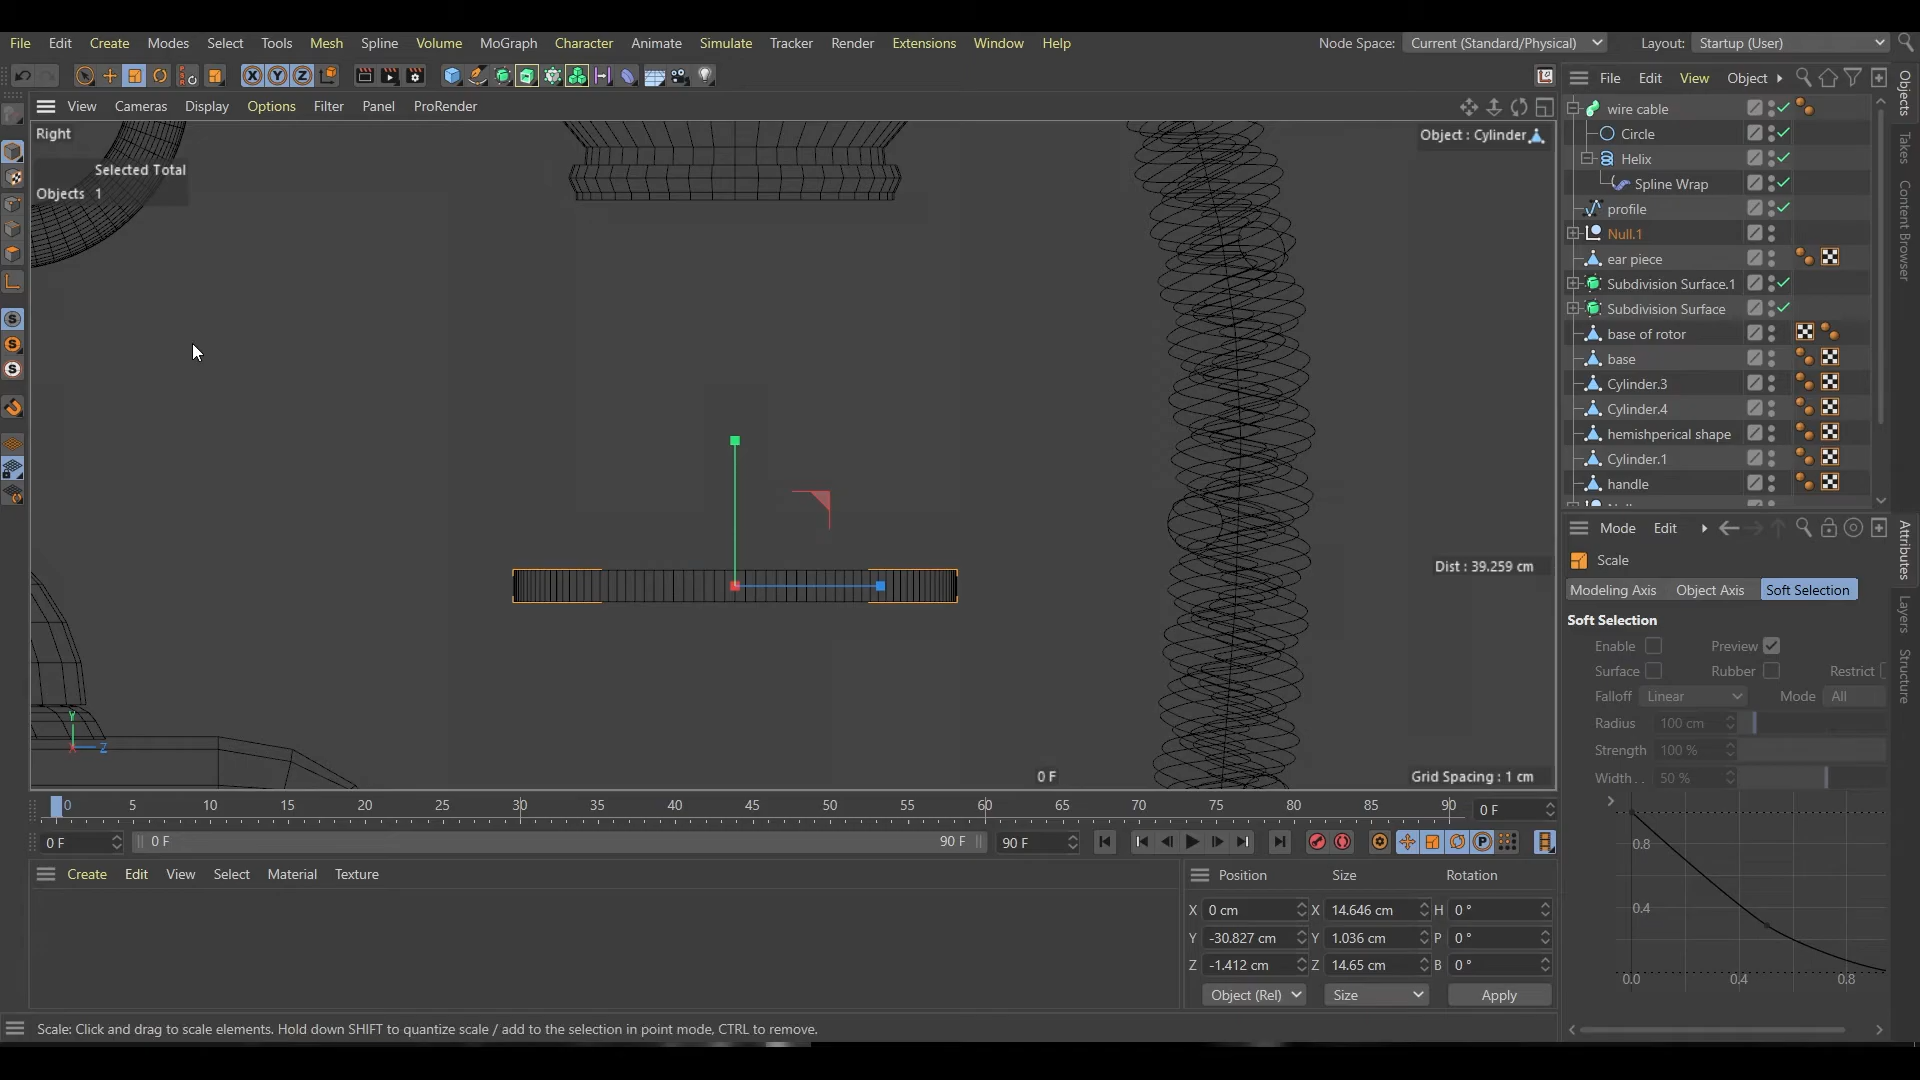 File Edit Create Modes Select Tools Mesh Spline Volume MoGraph Character Animate Simulate Tracker Render Extensions Window Help Node Space: Current (Standard/Physical) Layout: Startup (User)
X Y Z File Edit View Object
View Cameras Display Options Filter Panel ProRender
Right Object : Cylinder
Selected Total
Objects 1
wire cable
Circle
Helix
Spline Wrap
profile
Null.1
ear piece
Subdivision Surface.1
Subdivision Surface
base of rotor
base
Cylinder.3
Cylinder.4
hemishperical shape
Cylinder.1
handle
Objects
Takes
Content Browser
Mode Edit
Scale
Modeling Axis Object Axis Soft Selection
Soft Selection
Enable Preview
Surface Rubber Restrict
Falloff Linear Mode All
Radius 100 cm
Strength 100 %
Width . . 50 %
0.8
0.4
0.0 0.4 0.8
Attributes
Layers
Structure
Dist : 39.259 cm
Y
X Z
0 F Grid Spacing : 1 cm
0 5 10 15 20 25 30 35 40 45 50 55 60 65 70 75 80 85 90 0 F
0 F 0 F 90 F 90 F P
Create Edit View Select Material Texture
Position Size Rotation
X 0 cm X 14.646 cm H 0 °
Y -30.827 cm Y 1.036 cm P 0 °
Z -1.412 cm Z 14.65 cm B 0 °
Object (Rel) Size Apply
Scale: Click and drag to scale elements. Hold down SHIFT to quantize scale / add to the selection in point mode, CTRL to remove.